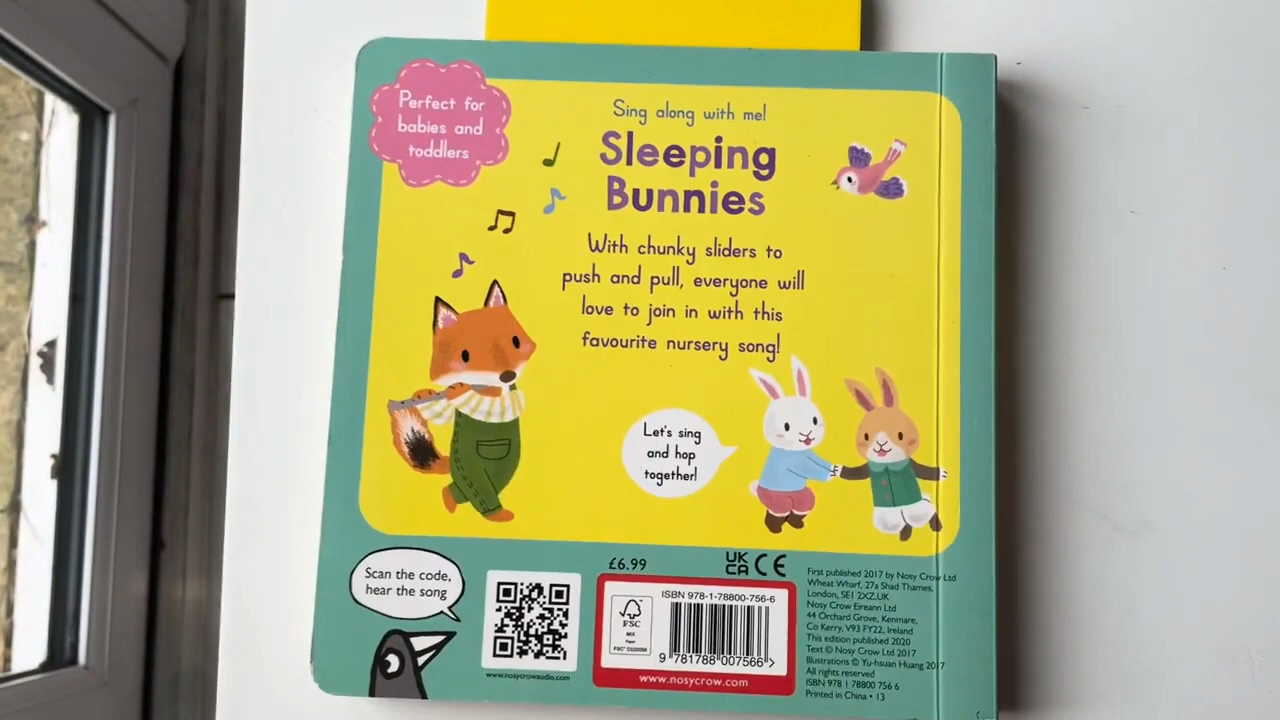 Perfect for
babies and
toddlers
Sing along with me!
Sleeping
Bunnies
With chunky sliders to
push and pull, everyone will
love to join in with this
favourite nursery song!
Let's sing
and hop
together!
Scan the code,
hear the song
www.nosycrowaudio.com
£6.99
UK
CA CE
ISBN 978-1-78800-756-6
FSC
MIX
Paper
FSC® C020056
9 781788 007566
www.nosycrow.com
First published 2017 by Nosy Crow Ltd
Wheat Wharf, 27a Shad Thames,
London, SE1 2XZ, UK
Nosy Crow Eireann Ltd
44 Orchard Grove, Kenmare,
Co Kerry, V93 FY22, Ireland
This edition published 2020
Text © Nosy Crow Ltd 2017
Illustrations © Yu-hsuan Huang 2017
All rights reserved
ISBN 978 1 78800 756 6
Printed in China • 13